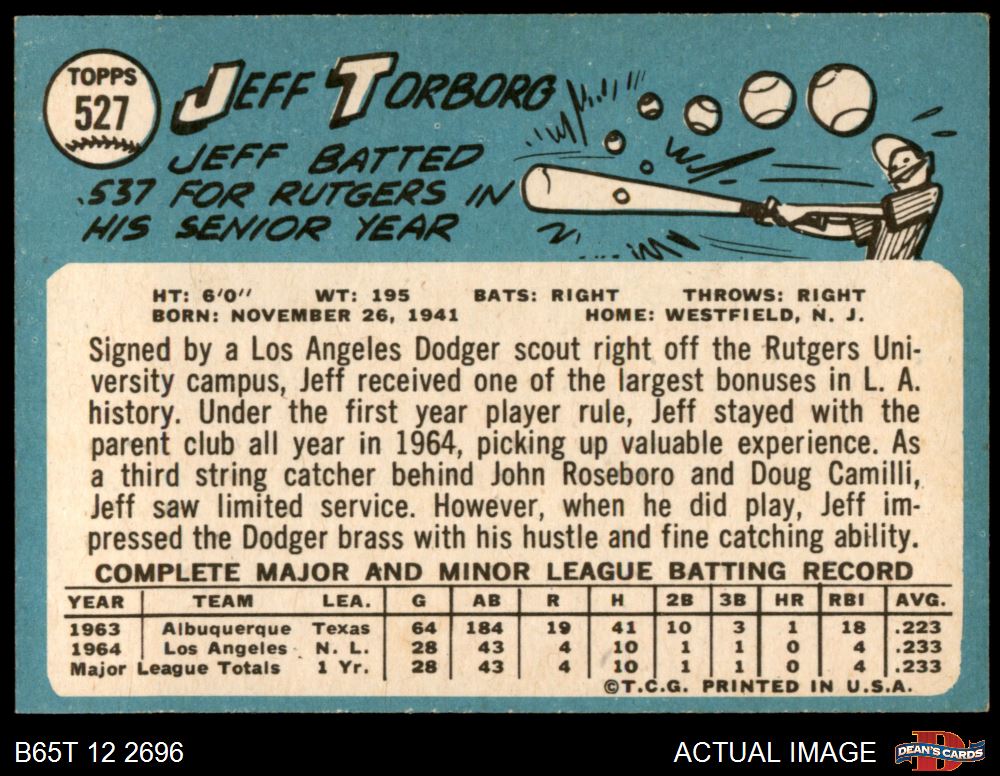 TOPPS
527
JEFF TORBORG
JEFF BATTED
.537 FOR RUTGERS IN
HIS SENIOR YEAR
HT: 6'0" WT: 195 BATS: RIGHT THROWS: RIGHT
BORN: NOVEMBER 26, 1941 HOME: WESTFIELD, N. J.
Signed by a Los Angeles Dodger scout right off the Rutgers Uni-
versity campus, Jeff received one of the largest bonuses in L. A.
history. Under the first year player rule, Jeff stayed with the
parent club all year in 1964, picking up valuable experience. As
a third string catcher behind John Roseboro and Doug Camilli,
Jeff saw limited service. However, when he did play, Jeff im-
pressed the Dodger brass with his hustle and fine catching ability.
COMPLETE MAJOR AND MINOR LEAGUE BATTING RECORD
YEAR TEAM LEA. G AB R H 2B 3B HR RBI AVG.
1963 Albuquerque Texas 64 184 19 41 10 3 1 18 .223
1964 Los Angeles N. L. 28 43 4 10 1 1 0 4 .233
Major League Totals 1 Yr. 28 43 4 10 1 1 0 4 .233
©T.C.G. PRINTED IN U.S.A.
B65T 12 2696 ACTUAL IMAGE D DEAN'S CARDS